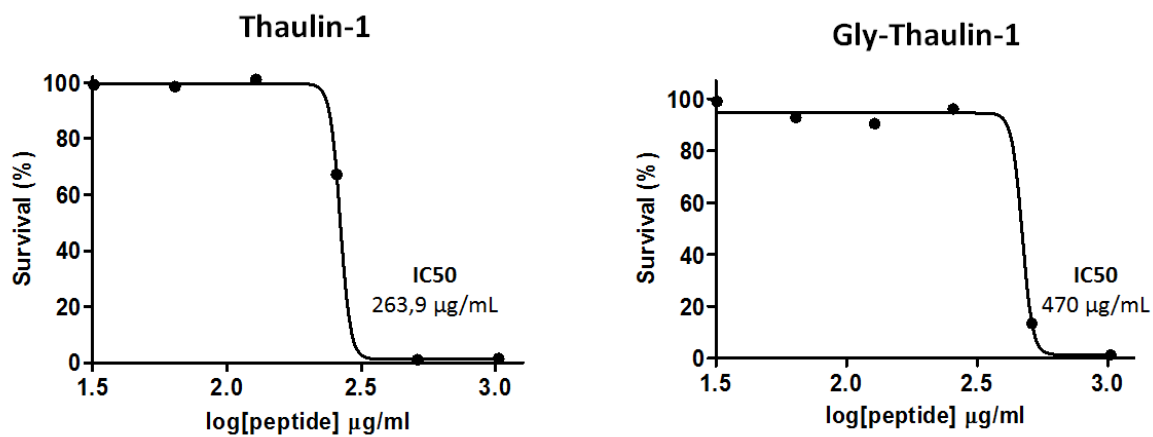 Thaulin-1
Survival (%)
100
80
60
40
20
0
IC50
263,9 µg/mL
1.5
2.0
2.5
3.0
log[peptide] µg/ml
Gly-Thaulin-1
Survival (%)
100
80
60
40
20
0
IC50
470 µg/mL
1.5
2.0
2.5
3.0
log[peptide] µg/ml